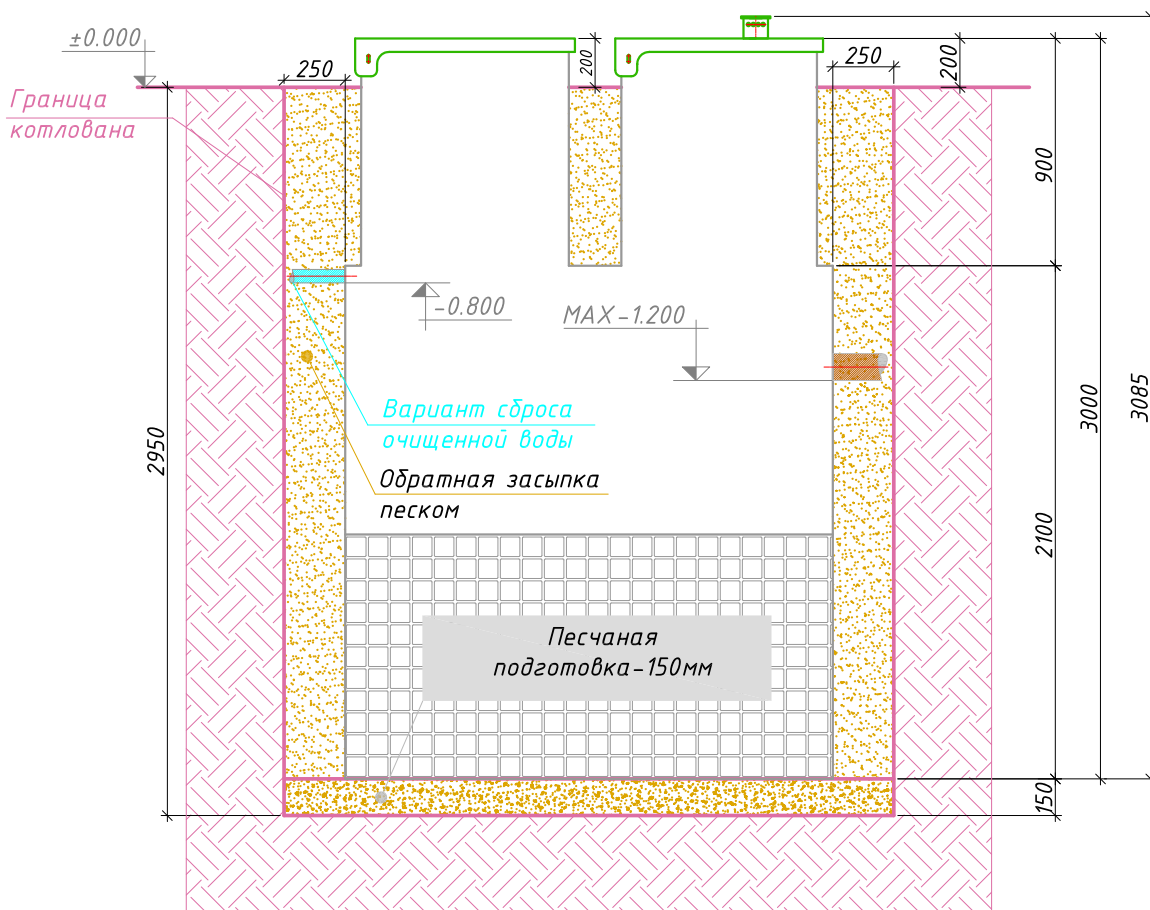 ±0.000
Граница
котлована
250
200
250
200
900
-0.800
MAX-1.200
Вариант сброса
очищенной воды
Обратная засыпка
песком
2950
3000
3085
2100
Песчаная
подготовка-150мм
150